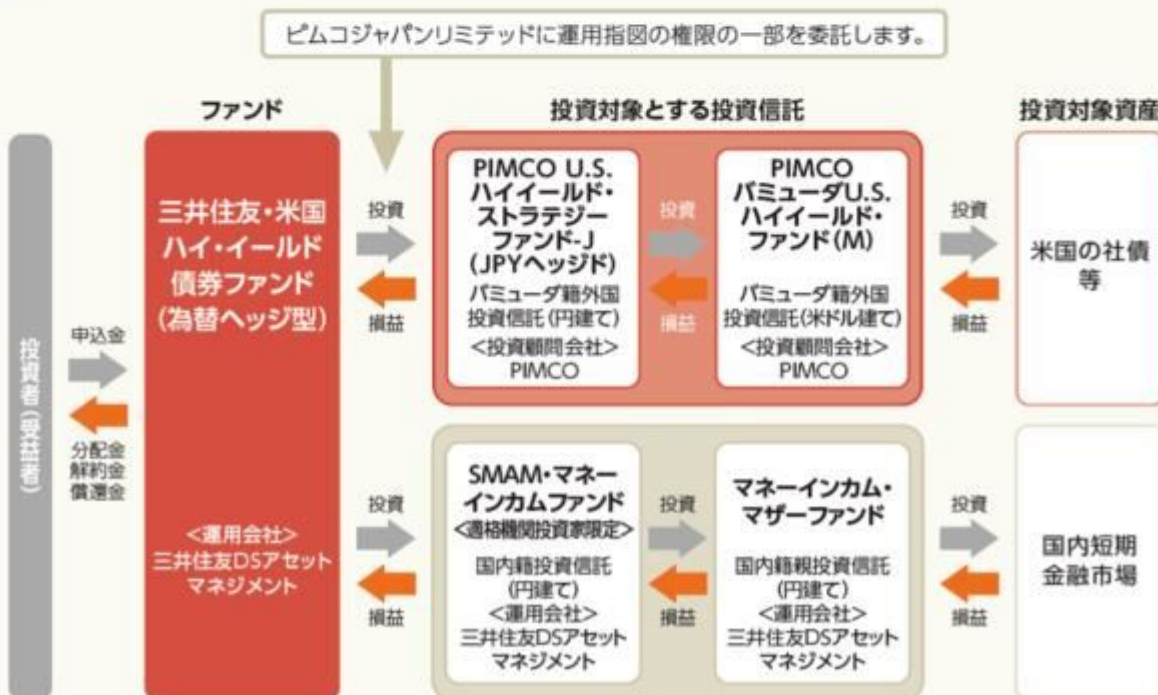 ピムコジャパンリミテッドに運用指図の権限の一部を委託します。
ファンド
投資対象とする投資信託
投資対象資産
投資者(受益者)
申込金
分配金
解約金
償還金
三井住友・米国
ハイ・イールド
債券ファンド
(為替ヘッジ型)
<運用会社>
三井住友DSアセット
マネジメント
投資
損益
PIMCO U.S.
ハイイールド・
ストラテジー
ファンド-J
(JPYヘッジド)
バミューダ籍外国
投資信託(円建て)
<投資顧問会社>
PIMCO
投資
損益
PIMCO
バミューダU.S.
ハイイールド・
ファンド(M)
バミューダ籍外国
投資信託(米ドル建て)
<投資顧問会社>
PIMCO
投資
損益
米国の社債
等
投資
損益
SMAM・マネー
インカムファンド
<適格機関投資家限定>
国内籍投資信託
(円建て)
<運用会社>
三井住友DSアセット
マネジメント
投資
損益
マネーインカム・
マザーファンド
国内籍親投資信託
(円建て)
<運用会社>
三井住友DSアセット
マネジメント
投資
損益
国内短期
金融市場